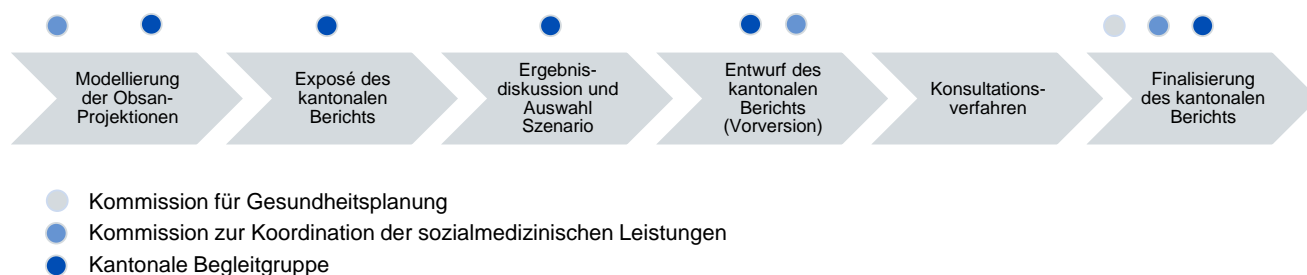 Modellierung
der Obsan-
Projektionen
Exposé des
kantonalen
Berichts
Ergebnis-
diskussion und
Auswahl
Szenario
Entwurf des
kantonalen
Berichts
(Vorversion)
Konsultations-
verfahren
Finalisierung
des kantonalen
Berichts
Kommission für Gesundheitsplanung
Kommission zur Koordination der sozialmedizinischen Leistungen
Kantonale Begleitgruppe